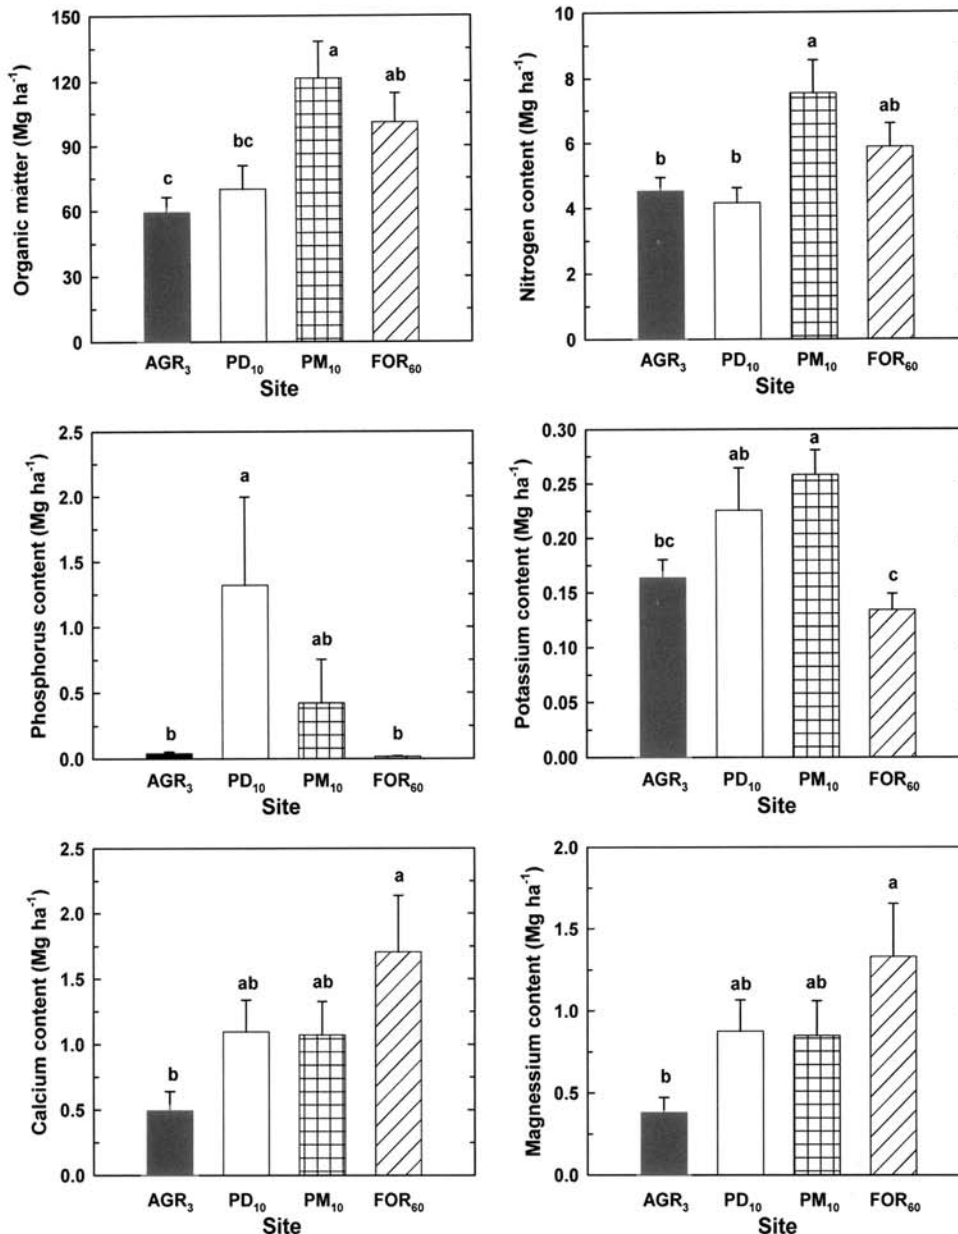 Organic matter (Mg ha⁻¹)
150
120
90
60
30
0
c
bc
a
ab
AGR₃ PD₁₀ PM₁₀ FOR₆₀
Site
Nitrogen content (Mg ha⁻¹)
10
8
6
4
2
0
b
b
a
ab
AGR₃ PD₁₀ PM₁₀ FOR₆₀
Site
Phosphorus content (Mg ha⁻¹)
2.5
2.0
1.5
1.0
0.5
0.0
b
a
ab
b
AGR₃ PD₁₀ PM₁₀ FOR₆₀
Site
Potassium content (Mg ha⁻¹)
0.30
0.25
0.20
0.15
0.10
0.05
0.00
bc
ab
a
c
AGR₃ PD₁₀ PM₁₀ FOR₆₀
Site
Calcium content (Mg ha⁻¹)
2.5
2.0
1.5
1.0
0.5
0.0
b
ab
ab
a
AGR₃ PD₁₀ PM₁₀ FOR₆₀
Site
Magnessium content (Mg ha⁻¹)
2.0
1.5
1.0
0.5
0.0
b
ab
ab
a
AGR₃ PD₁₀ PM₁₀ FOR₆₀
Site